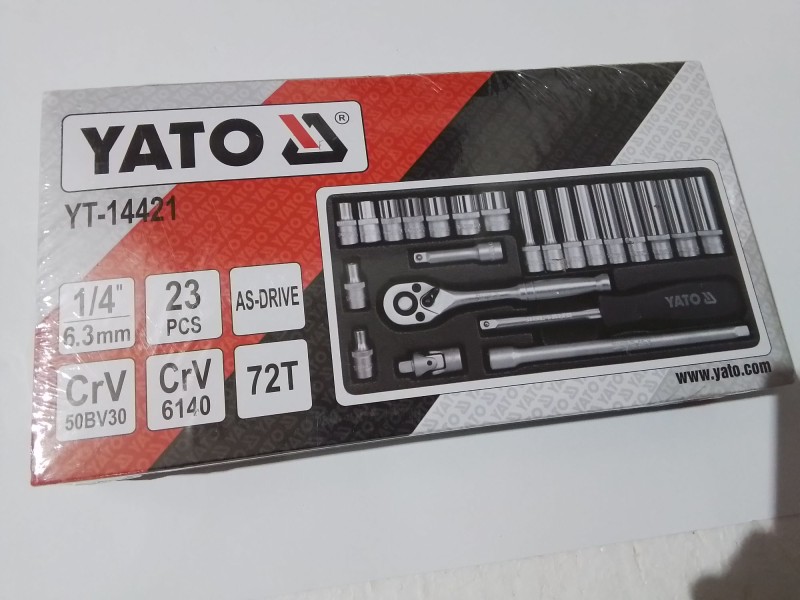 YATO ®
YT-14421
1/4"
6.3mm
23
PCS
AS-DRIVE
CrV
50BV30
CrV
6140
72T
YATO
www.yato.com